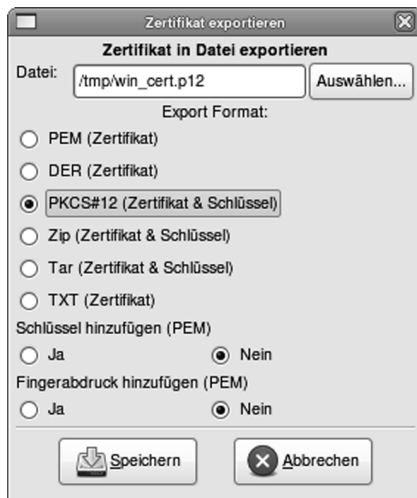 Zertifikat exportieren
Zertifikat in Datei exportieren
Datei: /tmp/win_cert.p12 Auswählen...
Export Format:
PEM (Zertifikat)
DER (Zertifikat)
PKCS#12 (Zertifikat & Schlüssel)
Zip (Zertifikat & Schlüssel)
Tar (Zertifikat & Schlüssel)
TXT (Zertifikat)
Schlüssel hinzufügen (PEM)
Ja Nein
Fingerabdruck hinzufügen (PEM)
Ja Nein
Speichern Abbrechen